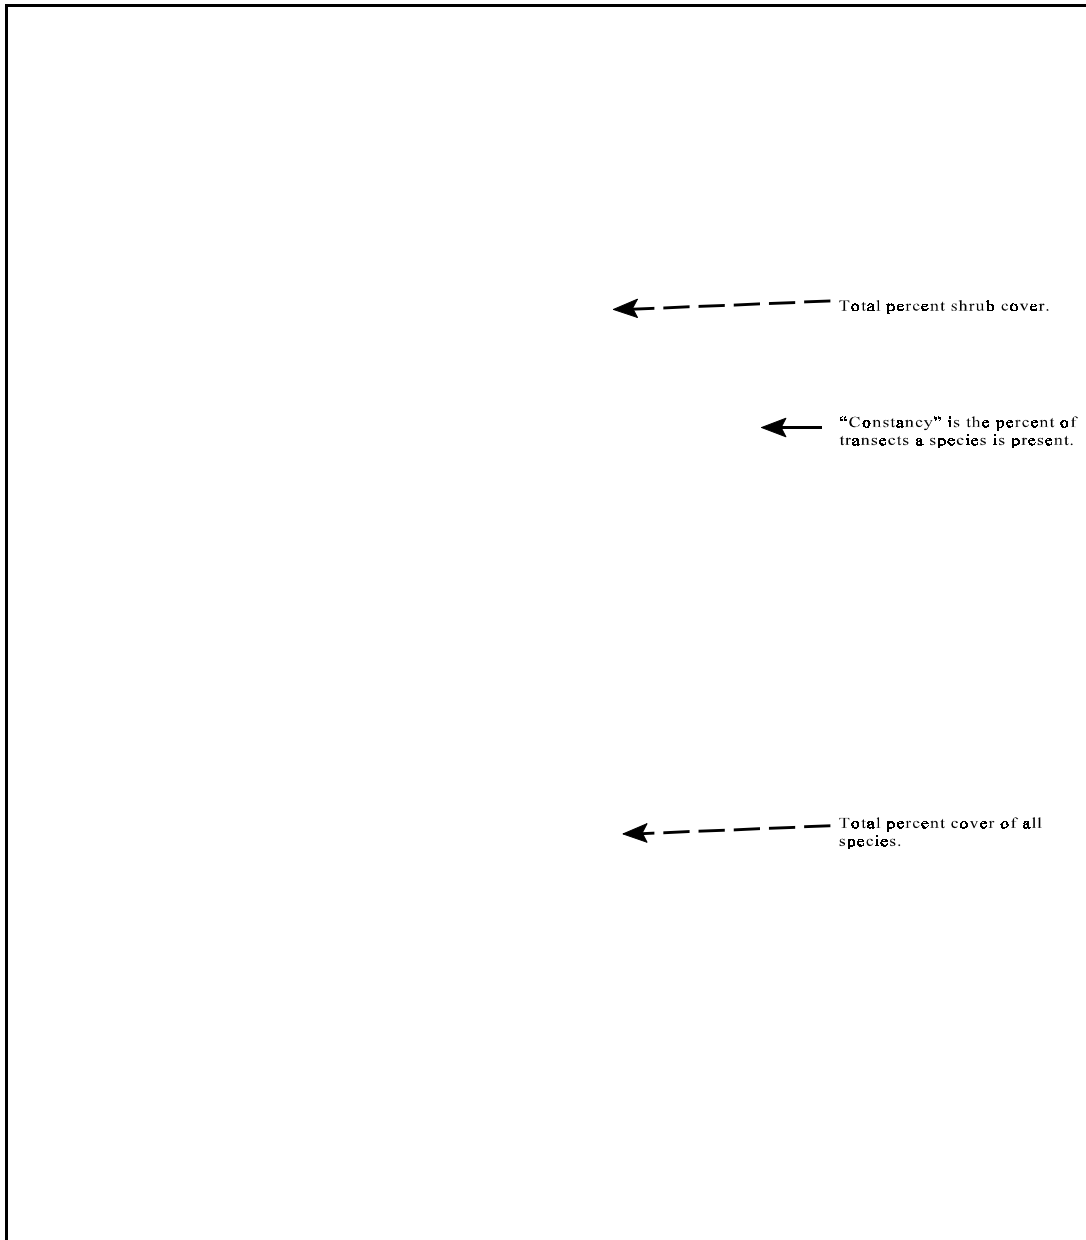 Total percent shrub cover.
“Constancy” is the percent of
transects a species is present.
Total percent cover of all
species.